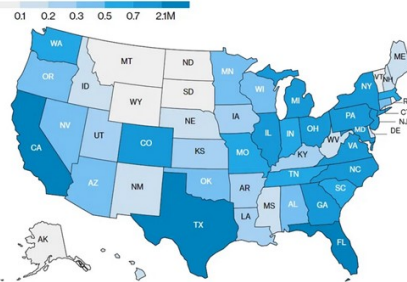 0.1 0.2 0.3 0.5 0.7 2.1M
WA
MT
ND
MN
ME
OR
ID
SD
WI
VT
NH
WY
MI
NY
IA
NE
PA
R
NV
UT
CO
IL
IN
OH
C
NJ
CA
KS
MO
WV
MD
DE
KY
VA
AZ
NM
OK
AR
TN
NC
SC
MS
AL
GA
TX
LA
AK
FL